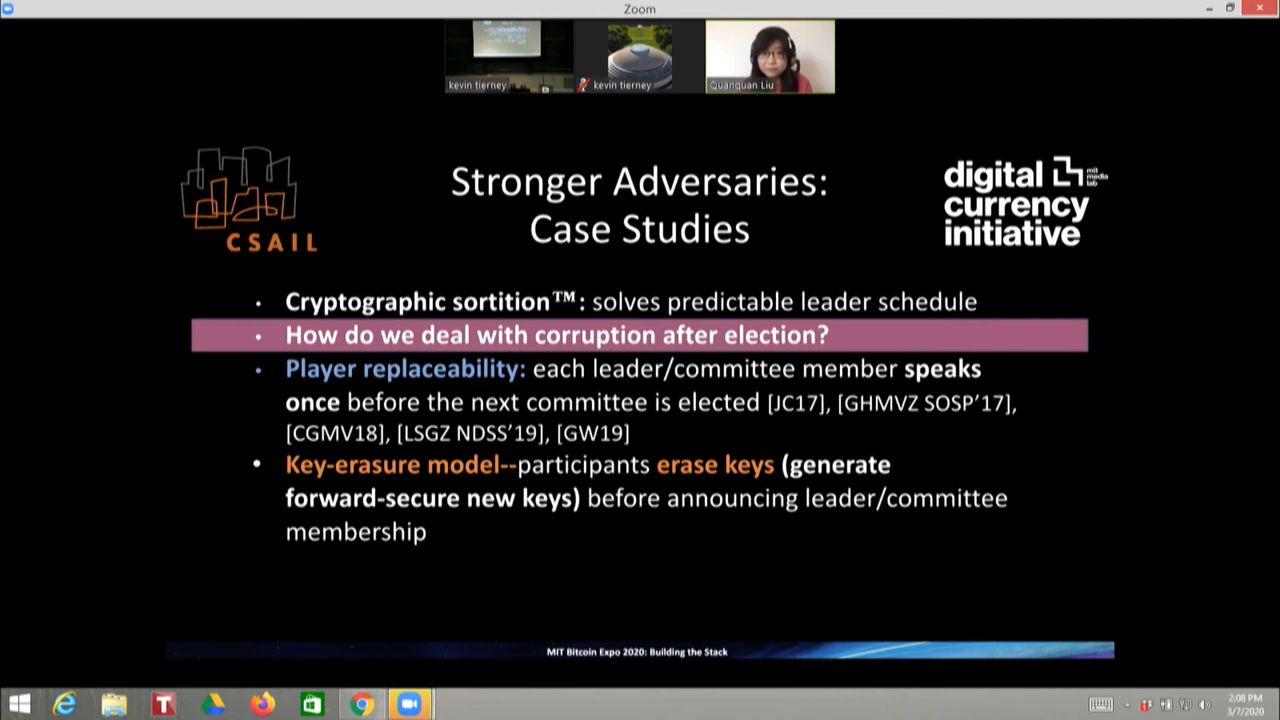 Zoom
kevin tierney
kevin tierney
Quanquan Liu
CSAIL
Stronger Adversaries:
Case Studies
digital
currency
initiative
mit
media
lab
• Cryptographic sortition™: solves predictable leader schedule
• How do we deal with corruption after election?
• Player replaceability: each leader/committee member speaks
once before the next committee is elected [JC17], [GHMVZ SOSP’17],
[CGMV18], [LSGZ NDSS’19], [GW19]
• Key-erasure model--participants erase keys (generate
forward-secure new keys) before announcing leader/committee
membership
MIT Bitcoin Expo 2020: Building the Stack
2:08 PM
3/7/2020